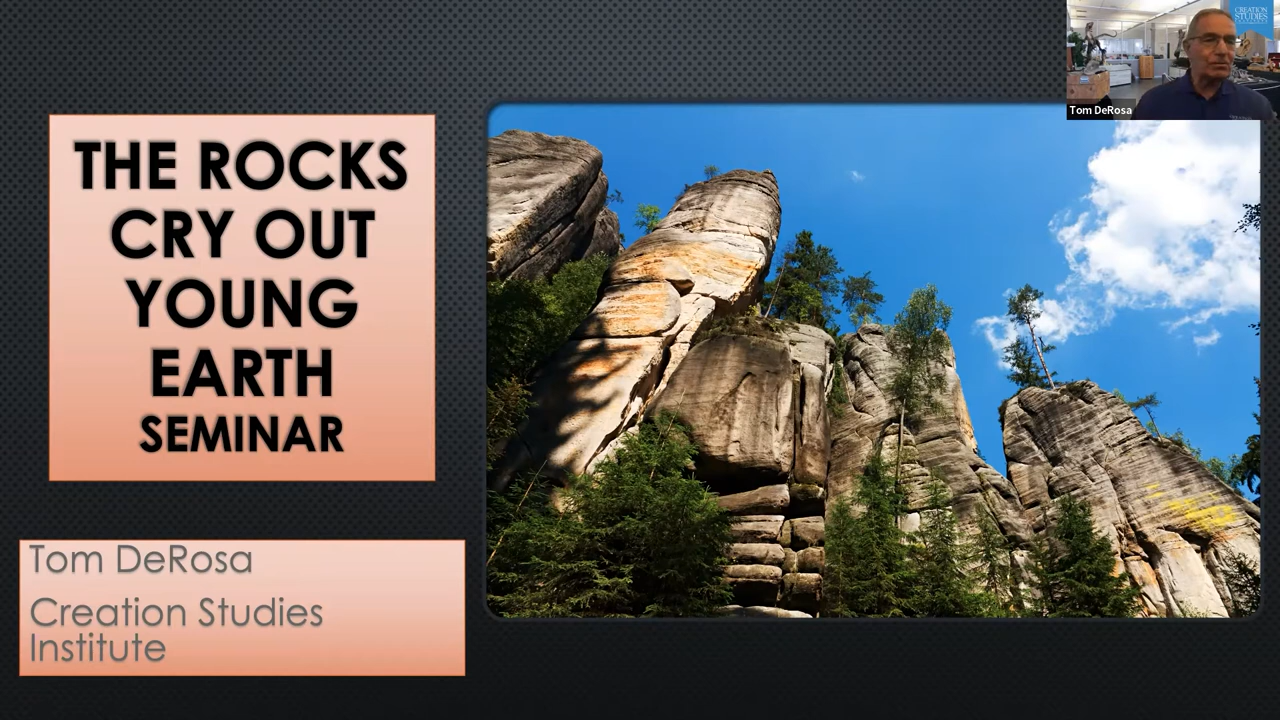 THE ROCKS
CRY OUT
YOUNG
EARTH
SEMINAR
Tom DeRosa
Creation Studies
Institute
CREATION
STUDIES
Tom DeRosa